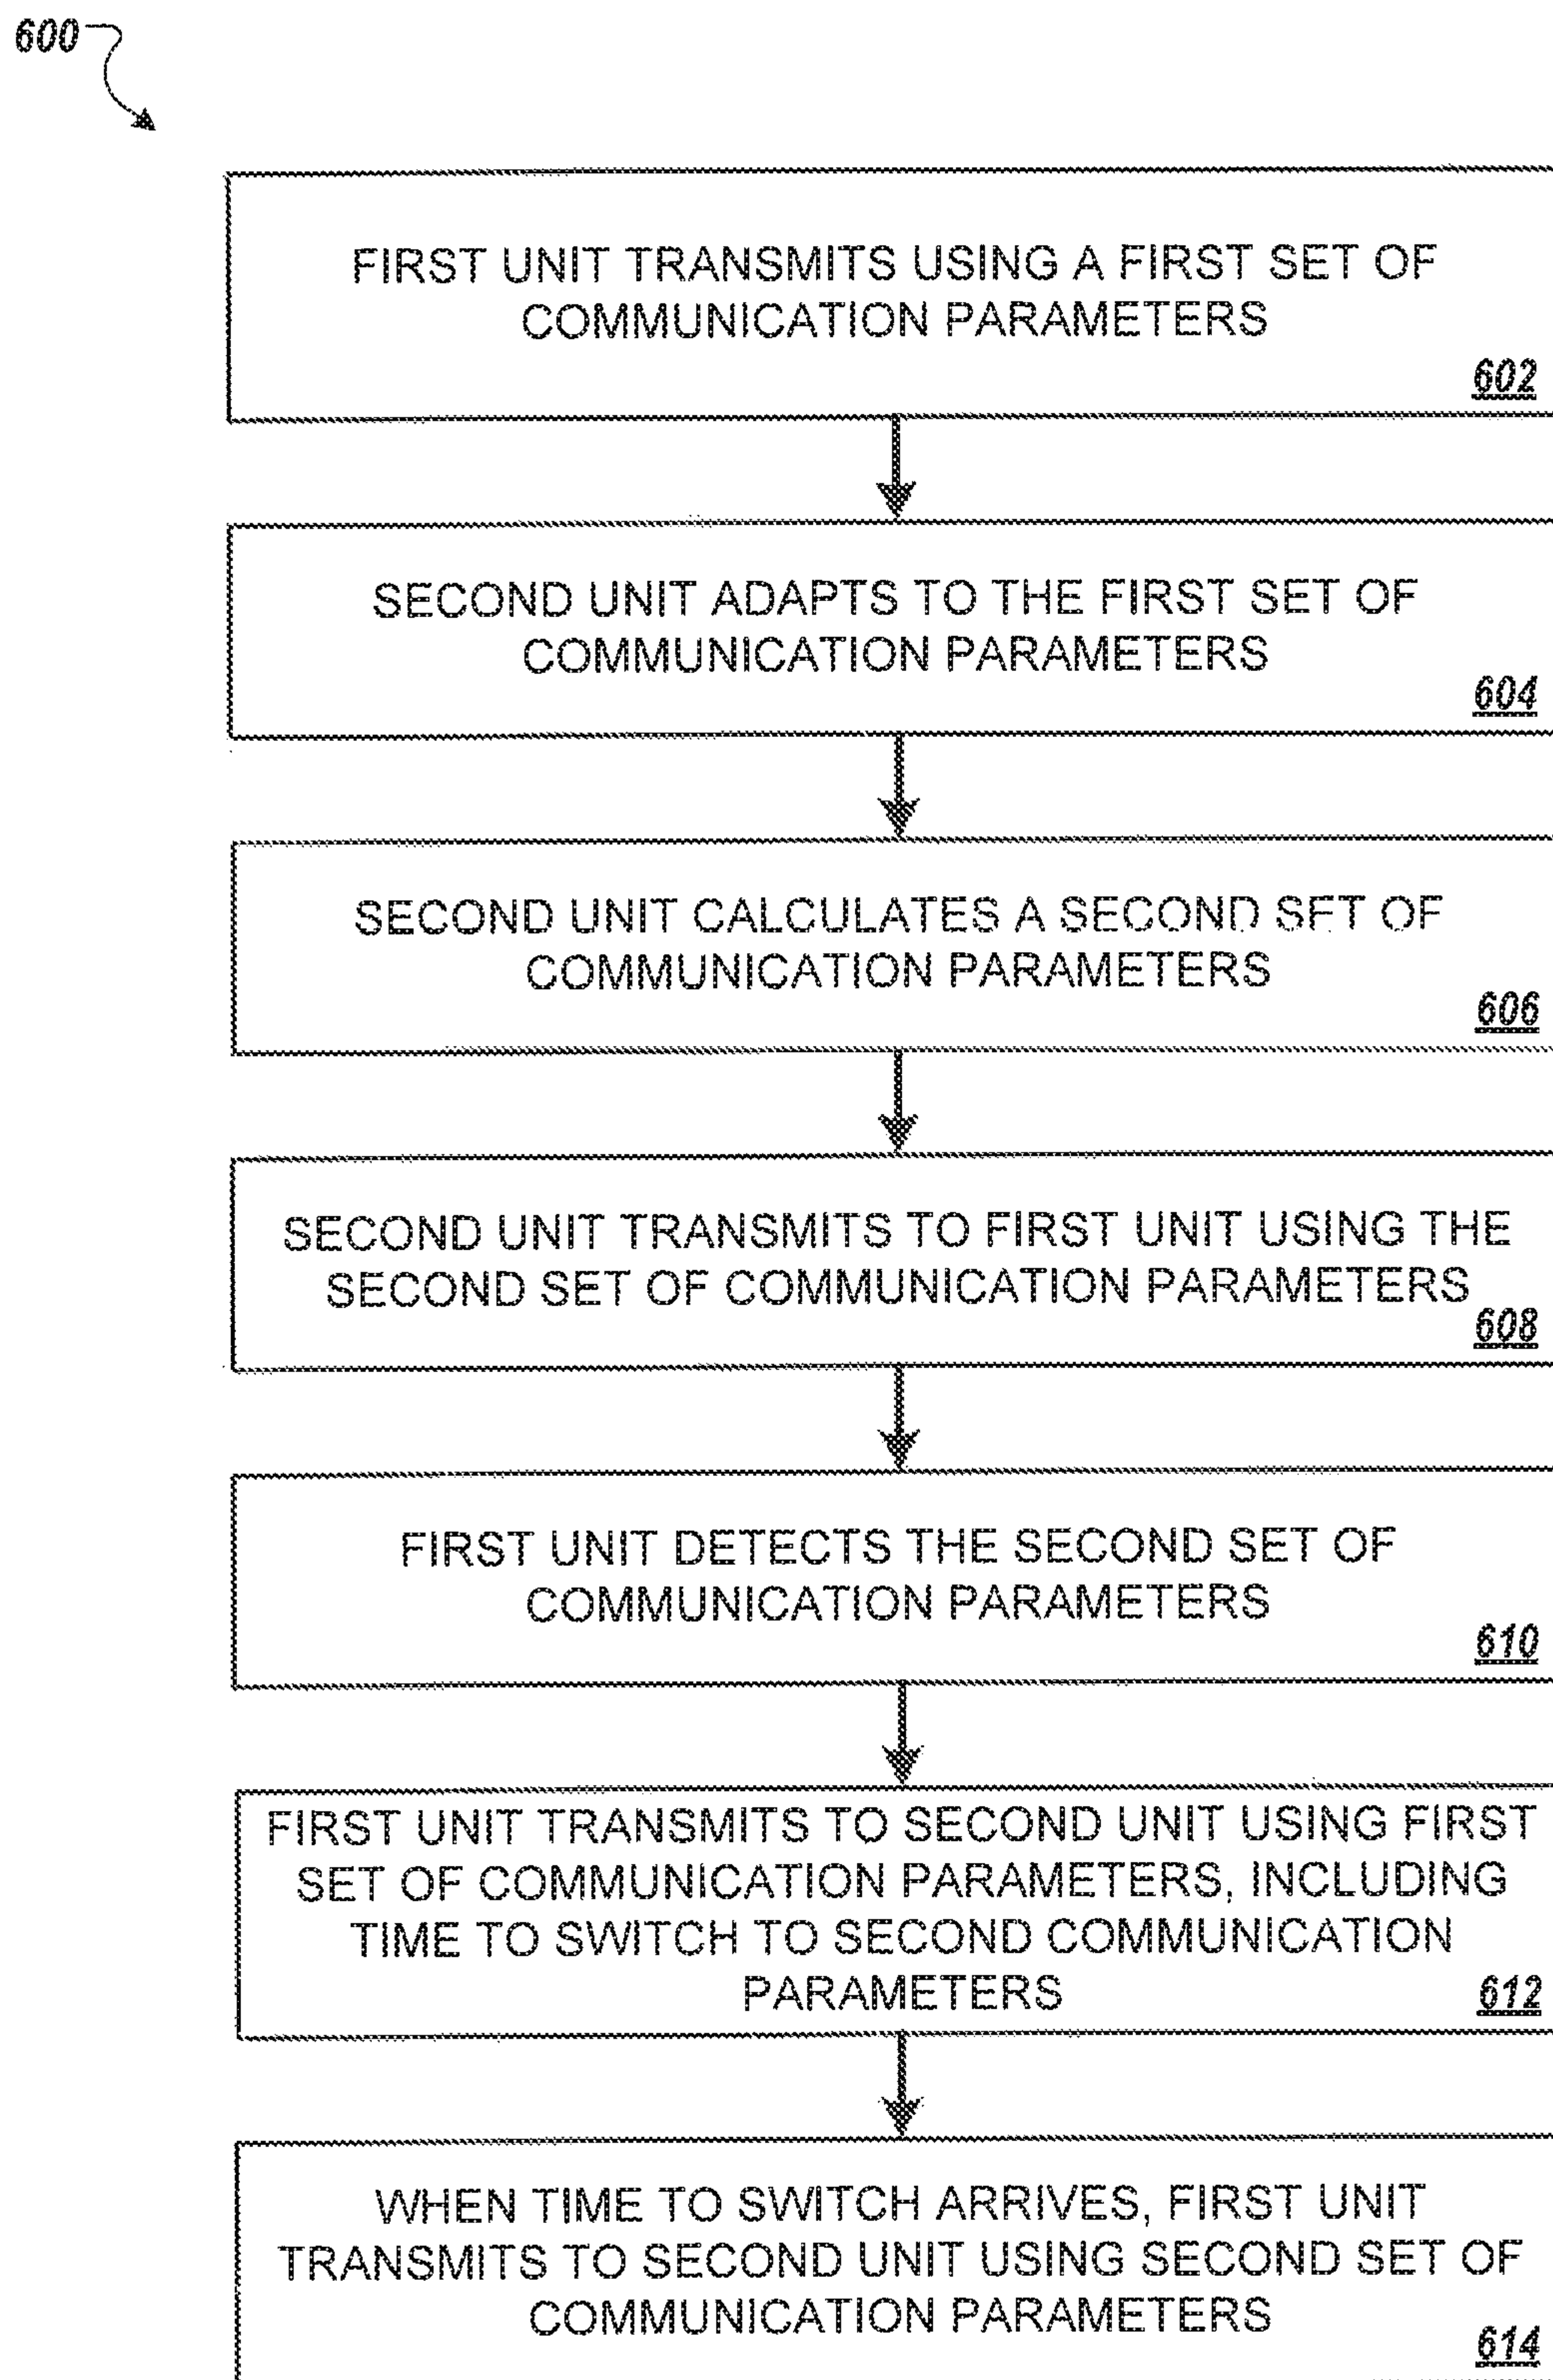 600
FIRST UNIT TRANSMITS USING A FIRST SET OF
COMMUNICATION PARAMETERS
602
SECOND UNIT ADAPTS TO THE FIRST SET OF
COMMUNICATION PARAMETERS
604
SECOND UNIT CALCULATES A SECOND SET OF
COMMUNICATION PARAMETERS
606
SECOND UNIT TRANSMITS TO FIRST UNIT USING THE
SECOND SET OF COMMUNICATION PARAMETERS
608
FIRST UNIT DETECTS THE SECOND SET OF
COMMUNICATION PARAMETERS
610
FIRST UNIT TRANSMITS TO SECOND UNIT USING FIRST
SET OF COMMUNICATION PARAMETERS, INCLUDING
TIME TO SWITCH TO SECOND COMMUNICATION
PARAMETERS
612
WHEN TIME TO SWITCH ARRIVES, FIRST UNIT
TRANSMITS TO SECOND UNIT USING SECOND SET OF
COMMUNICATION PARAMETERS
614